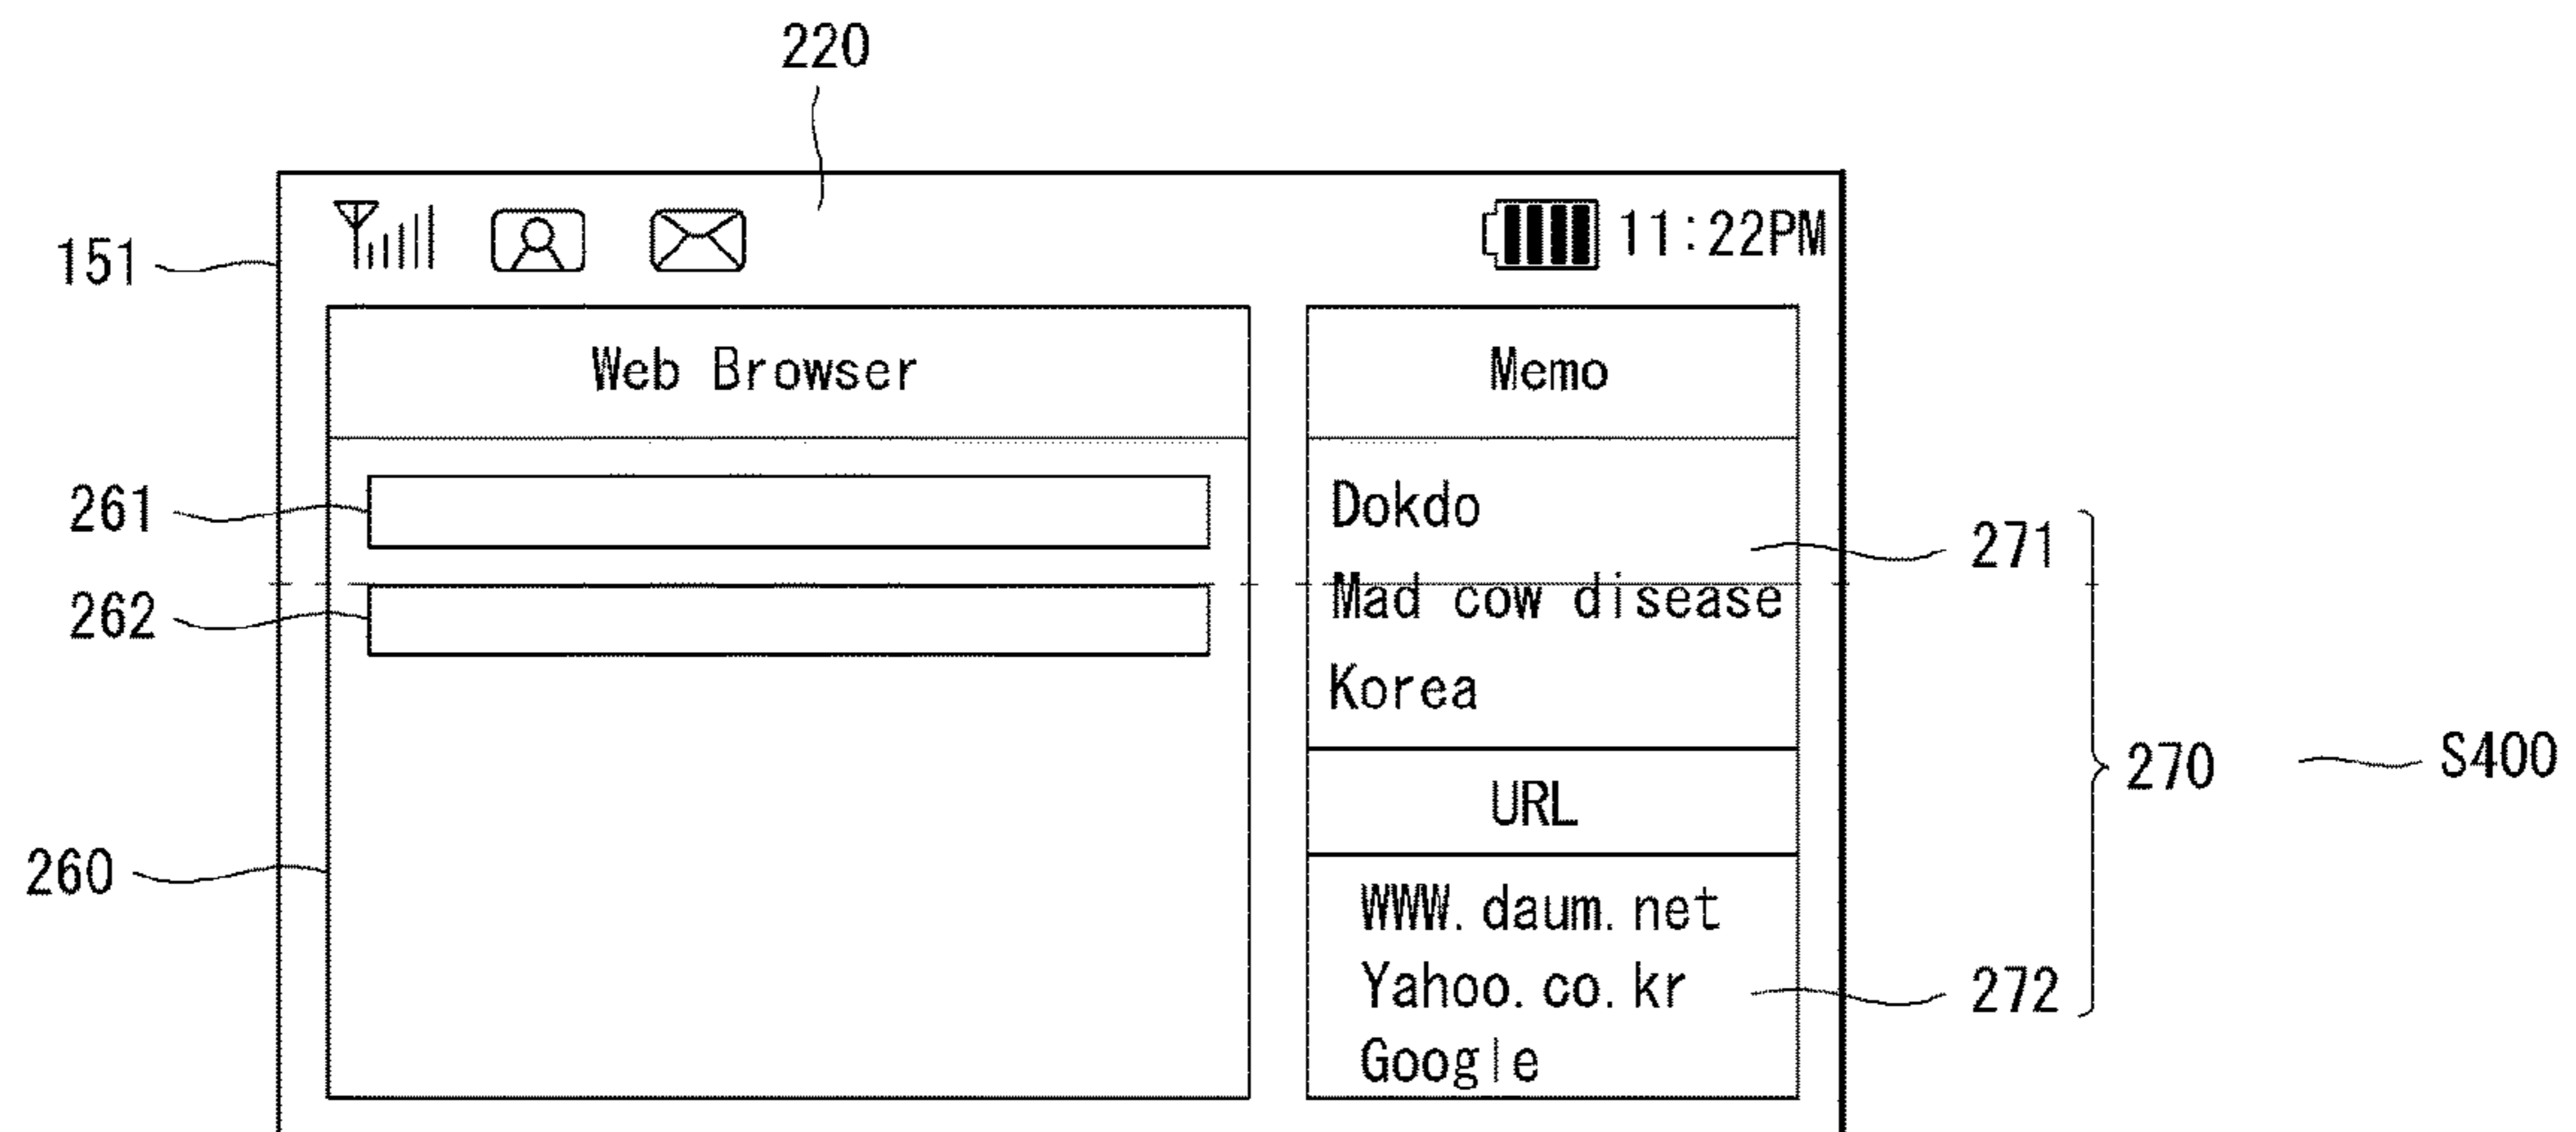 220
151
11:22PM
Web Browser
Memo
261
Dokdo
271
262
Mad cow disease
Korea
270
S400
URL
260
WWW.daum.net
Yahoo.co.kr
272
Google